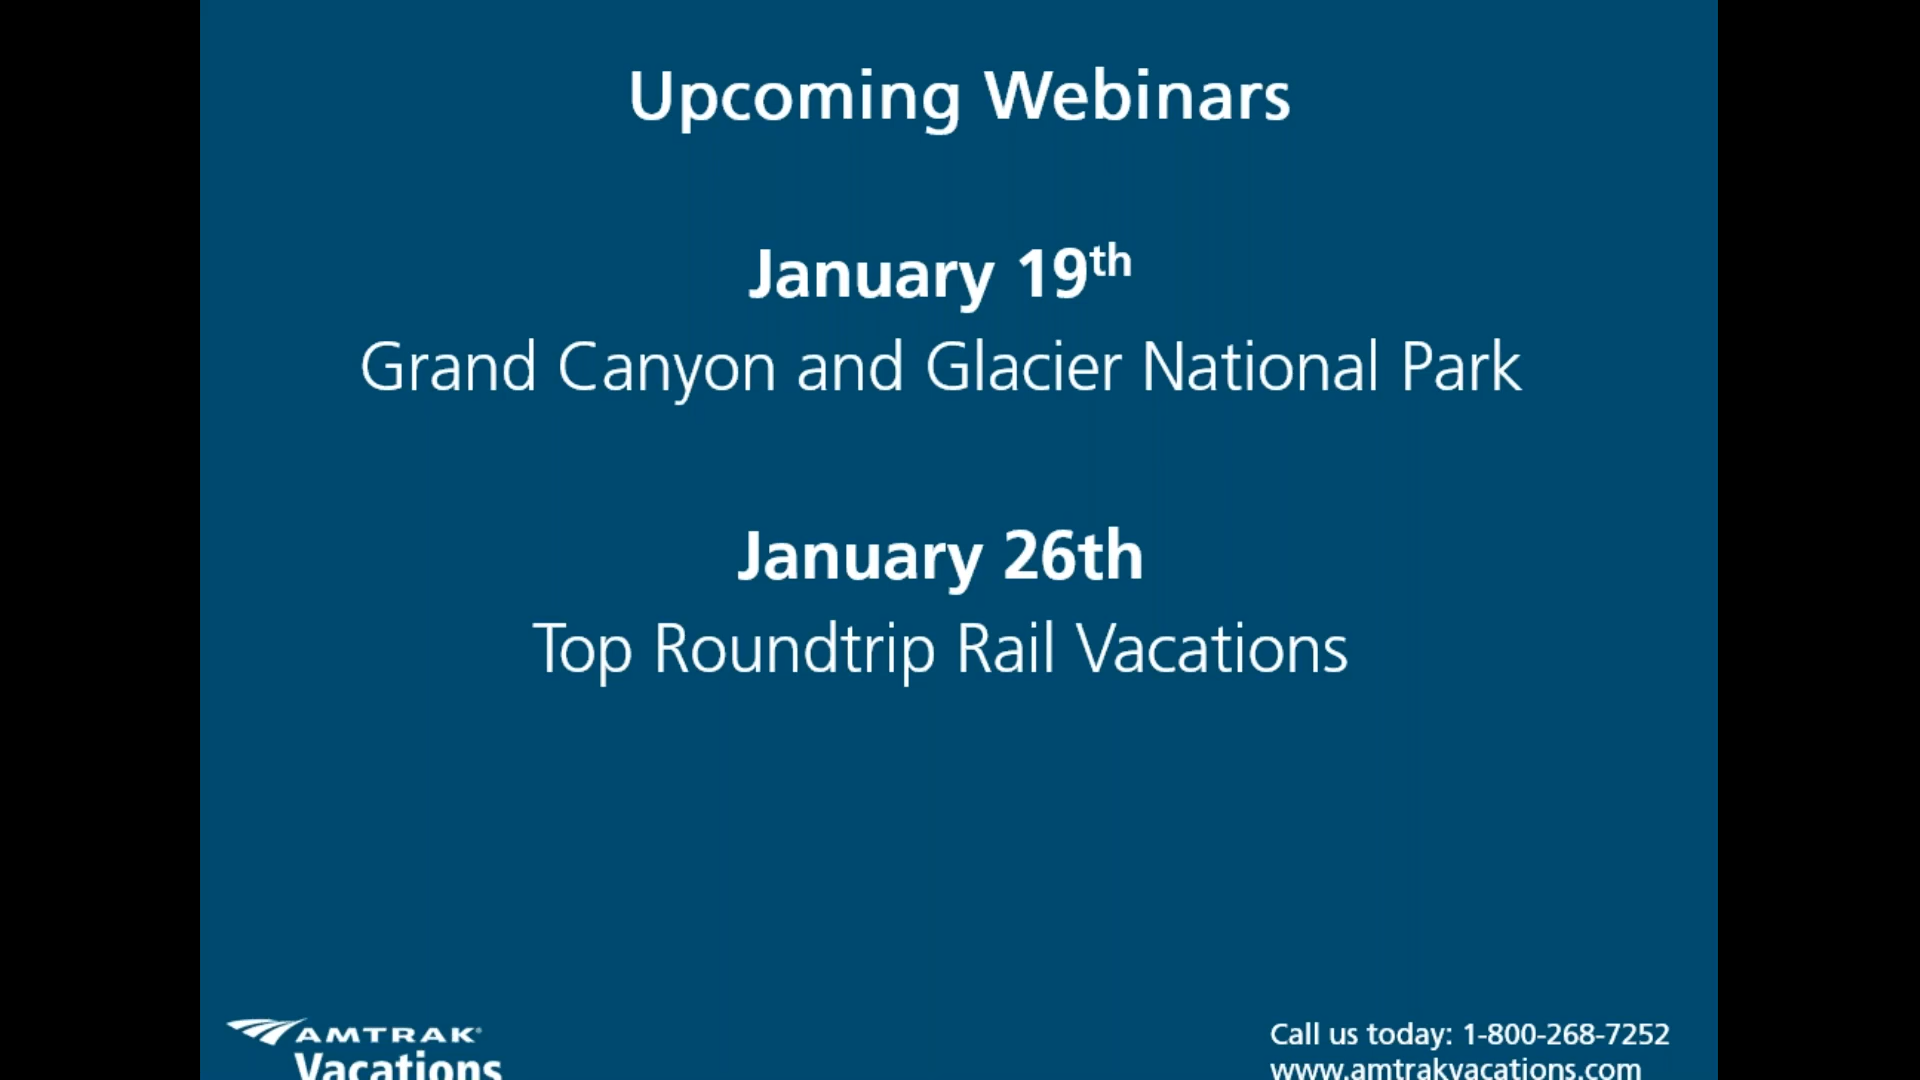 Upcoming Webinars
January 19th
Grand Canyon and Glacier National Park
January 26th
Top Roundtrip Rail Vacations
AMTRAK®
Vacations
Call us today: 1-800-268-7252
www.amtrakvacations.com